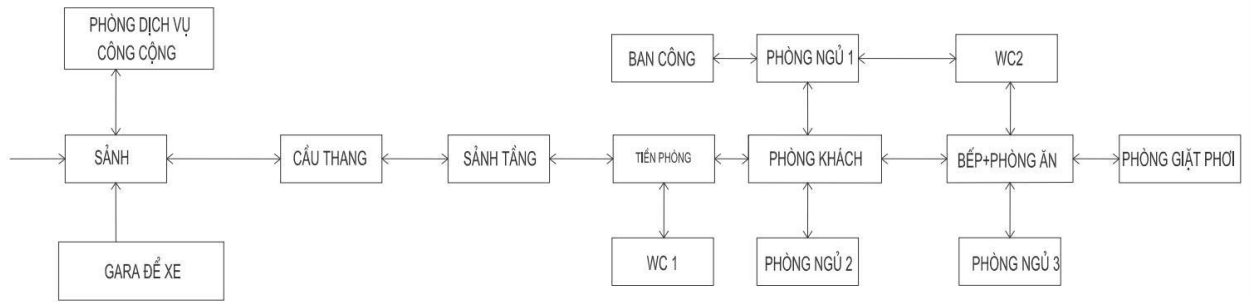 PHÒNG DỊCH VỤ
CÔNG CỘNG
BAN CÔNG
PHÒNG NGỦ 1
WC2
SẢNH
CẦU THANG
SẢNH TẦNG
TIỀN PHÒNG
PHÒNG KHÁCH
BẾP+PHÒNG ĂN
PHÒNG GIẶT PHƠI
GARA ĐỂ XE
WC 1
PHÒNG NGỦ 2
PHÒNG NGỦ 3